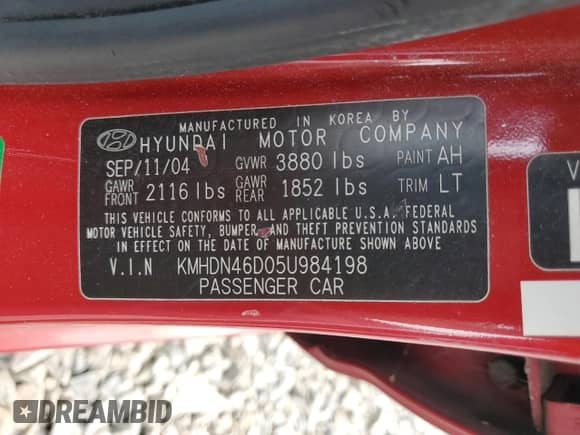 MANUFACTURED IN KOREA BY
HYUNDAI MOTOR COMPANY
SEP/11/04 GVWR 3880 lbs PAINT AH
GAWR FRONT 2116 lbs GAWR REAR 1852 lbs TRIM LT
THIS VEHICLE CONFORMS TO ALL APPLICABLE U.S.A. FEDERAL
MOTOR VEHICLE SAFETY, BUMPER, AND THEFT PREVENTION STANDARDS
IN EFFECT ON THE DATE OF MANUFACTURE SHOWN ABOVE
V.I.N KMHDN46D05U984198
PASSENGER CAR
V
DREAMBID